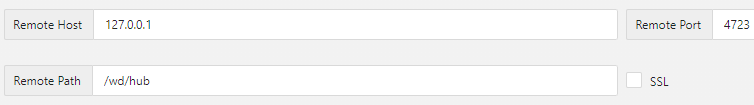 Remote Host 127.0.0.1 Remote Port 4723
Remote Path /wd/hub SSL